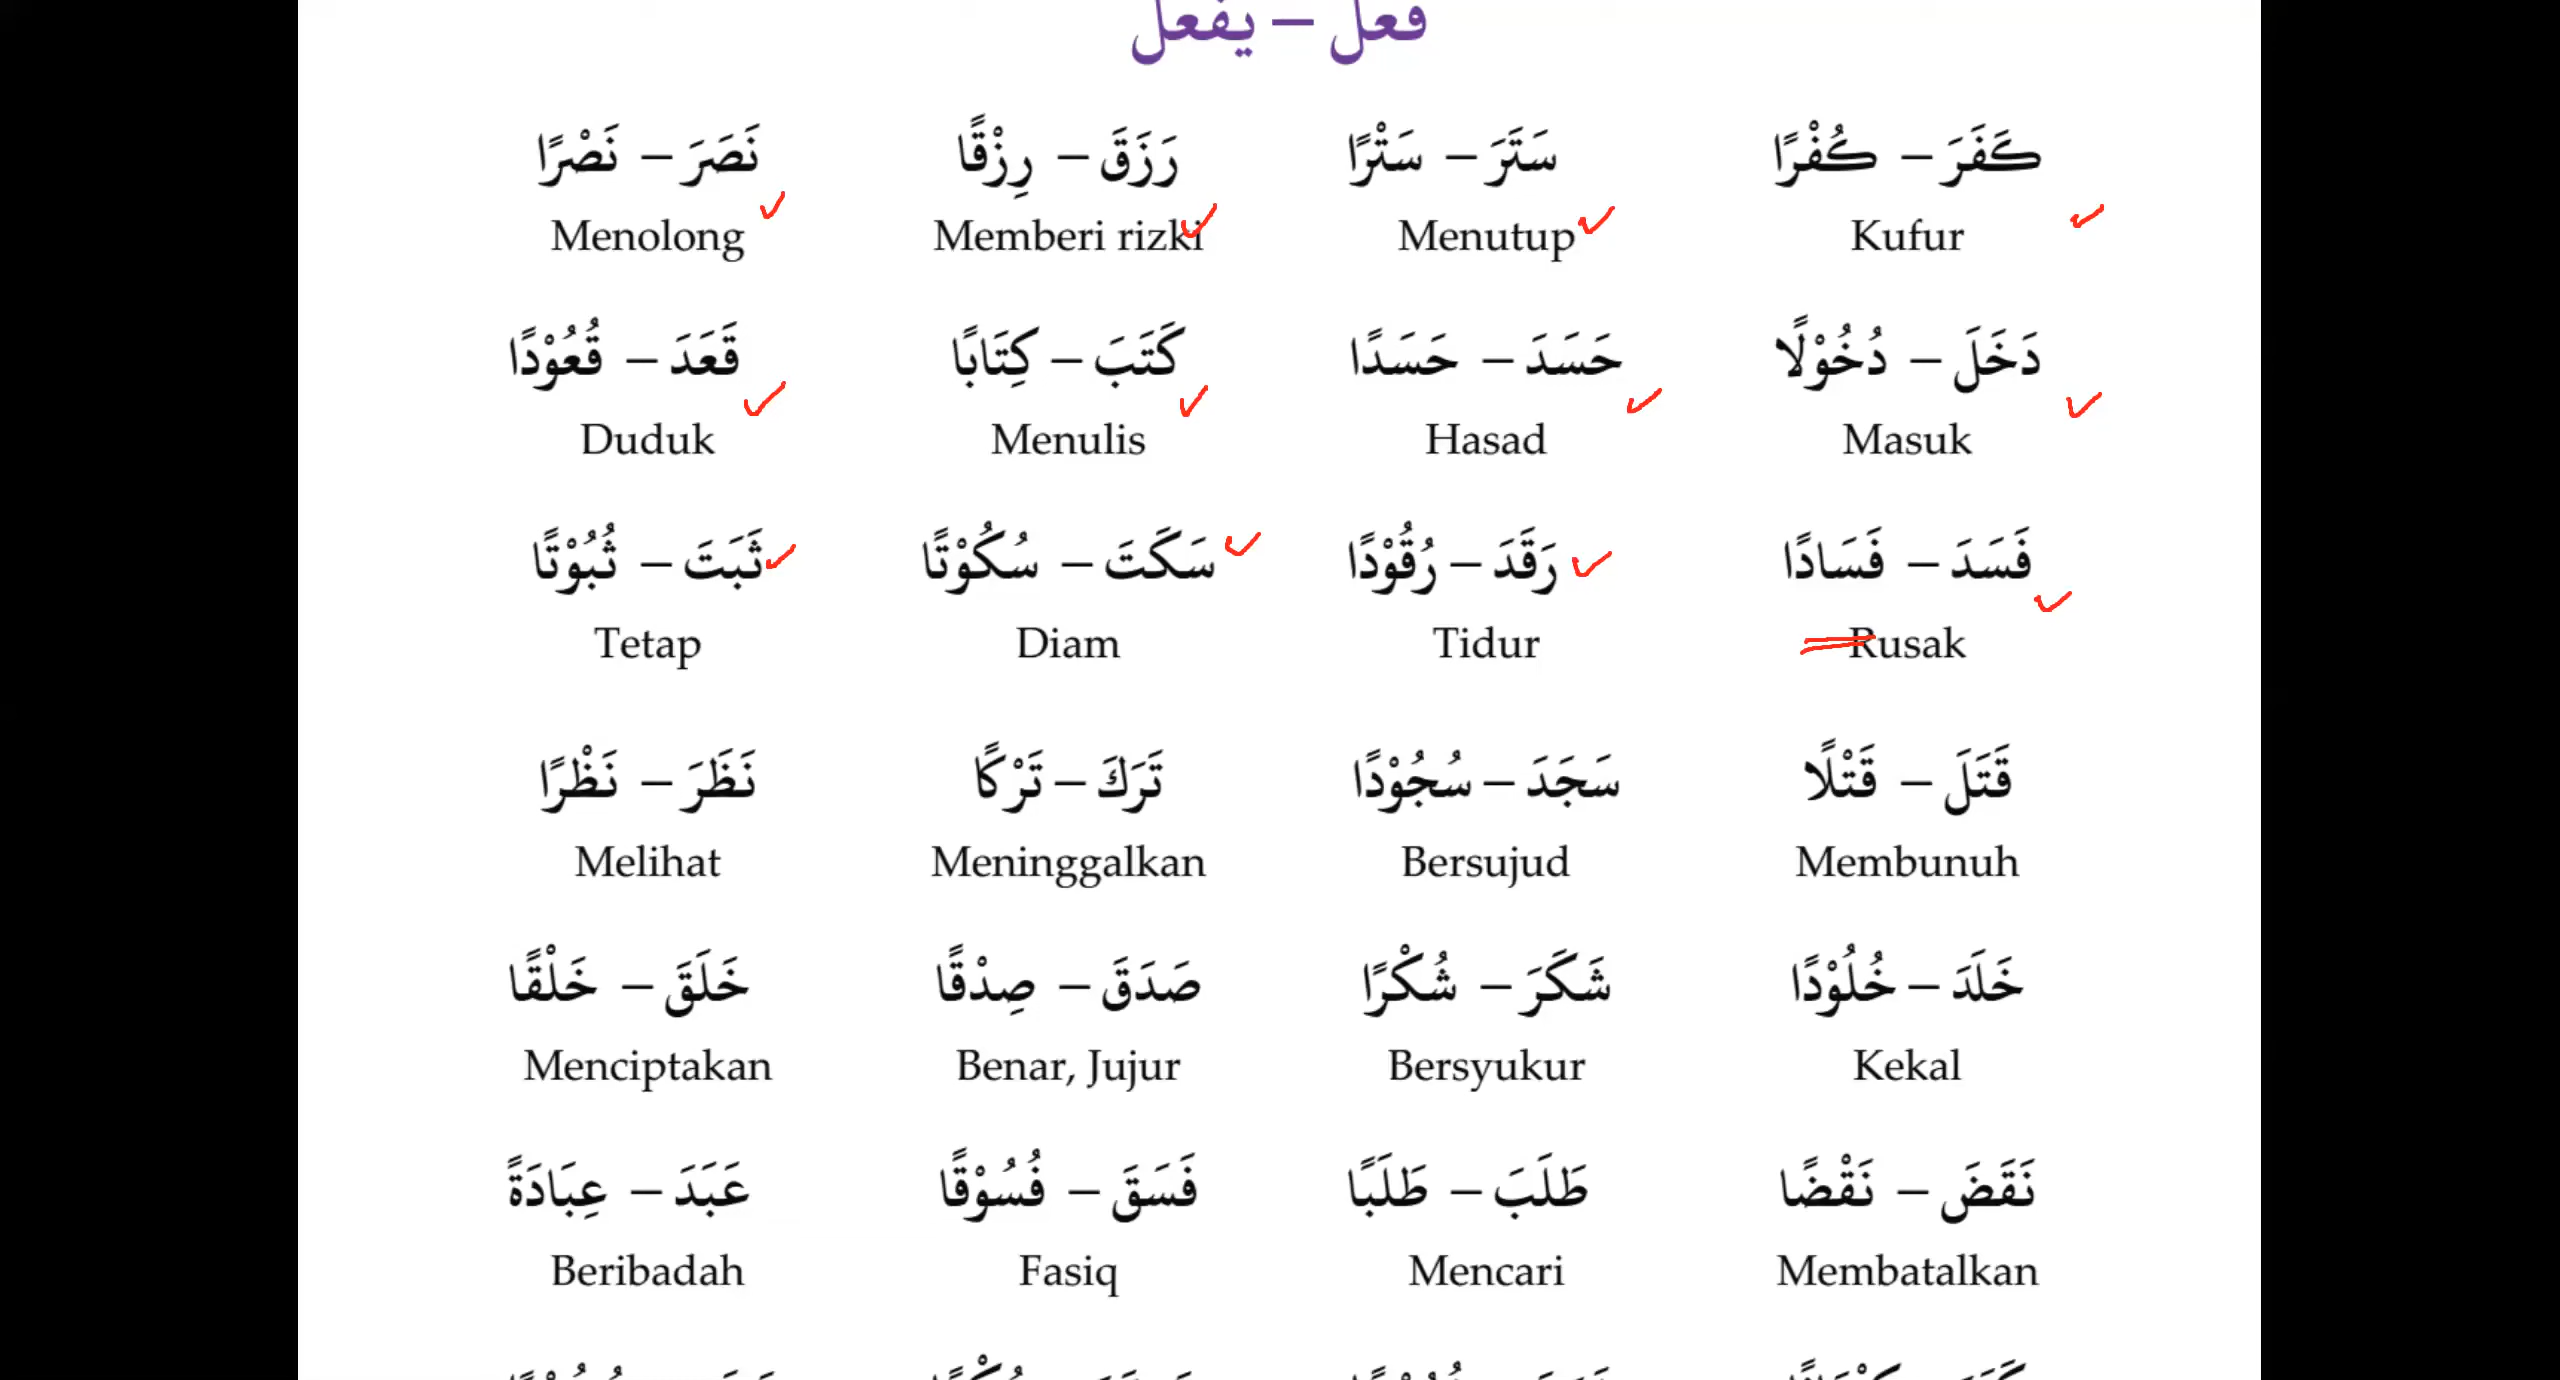 فعل – يفعل
كَفَرَ – كُفْرًا سَتَرَ – سَتْرًا رَزَقَ – رِزْقًا نَصَرَ – نَصْرًا
Menolong Memberi rizki Menutup Kufur
دَخَلَ – دُخُوْلًا حَسَدَ – حَسَدًا كَتَبَ – كِتَابًا قَعَدَ – قُعُوْدًا
Duduk Menulis Hasad Masuk
فَسَدَ – فَسَادًا رَقَدَ – رُقُوْدًا سَكَتَ – سُكُوْتًا ثَبَتَ – ثُبُوْتًا
Tetap Diam Tidur Rusak
قَتَلَ – قَتْلًا سَجَدَ – سُجُوْدًا تَرَكَ – تَرْكًا نَظَرَ – نَظْرًا
Melihat Meninggalkan Bersujud Membunuh
خَلَدَ – خُلُوْدًا شَكَرَ – شُكْرًا صَدَقَ – صِدْقًا خَلَقَ – خَلْقًا
Menciptakan Benar, Jujur Bersyukur Kekal
نَقَضَ – نَقْضًا طَلَبَ – طَلَبًا فَسَقَ – فُسُوْقًا عَبَدَ – عِبَادَةً
Beribadah Fasiq Mencari Membatalkan